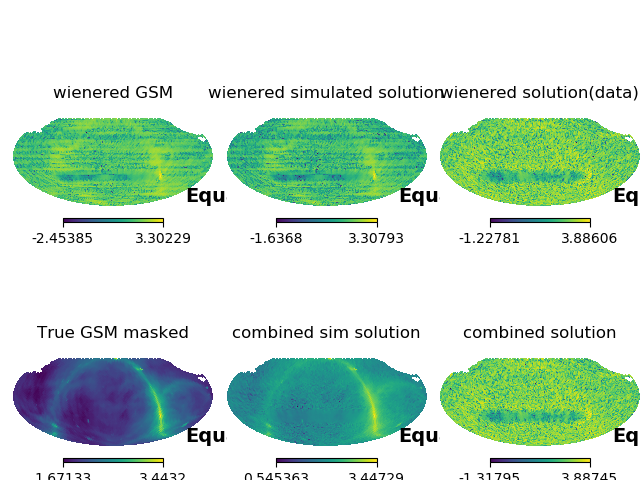 wienered GSM
wienered simulated solution
wienered solution(data)
Equ
Equ
Eq
-2.45385 3.30229
-1.6368 3.30793
-1.22781 3.88606
True GSM masked
combined sim solution
combined solution
Equ
Equ
Eq
1.67133 3.4432
0.545363 3.44729
-1.31795 3.88745